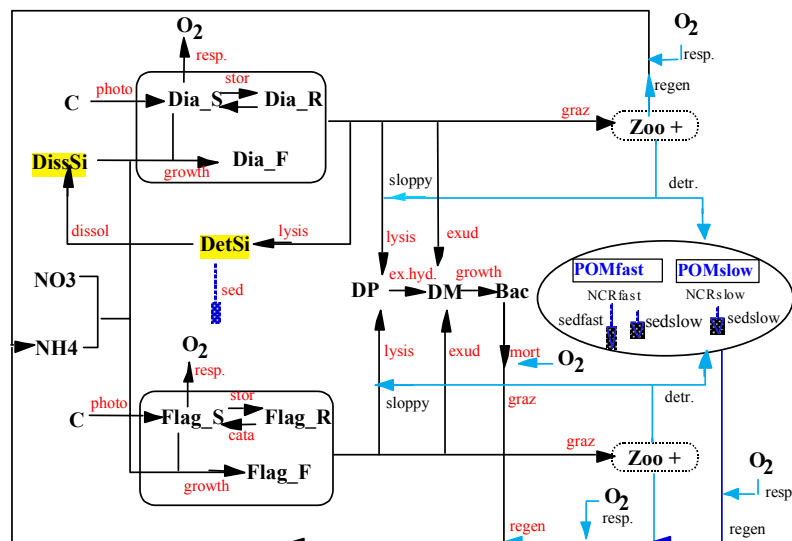 O2
resp.
O2
resp.
regen
photo
stor
C
Dia_S
Dia_R
graz
Zoo +
DissSi
Dia_F
growth
sloppy
detr.
dissol
DetSi
lysis
lysis
exud
POMfast
POMslow
NO3
sed
DP
ex.hyd.
DM
growth
Bac
NCRfast
NCRslow
sedfast
sedslow
sedslow
NH4
O2
resp.
lysis
exud
mort
O2
sloppy
graz
detr.
photo
stor
C
Flag_S
Flag_R
cata
graz
Zoo +
growth
Flag_F
O2
resp
O2
resp.
regen
regen